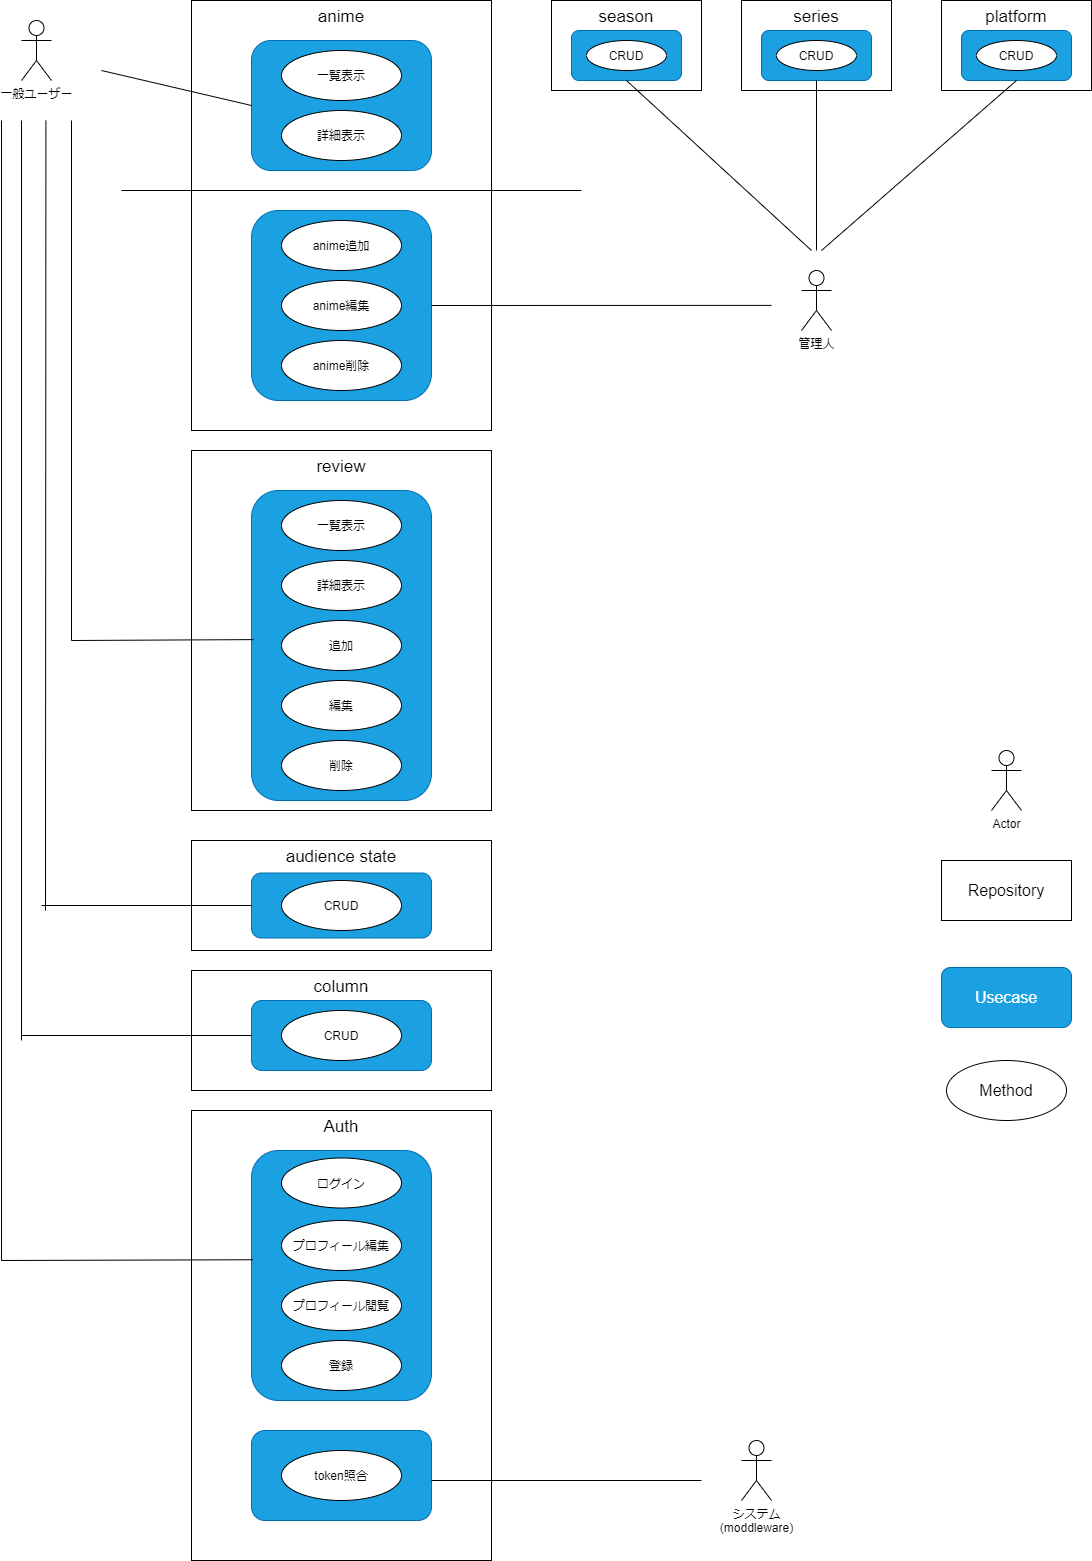 一般ユーザー
anime
一覧表示
詳細表示
anime追加
anime編集
anime削除
season
CRUD
series
CRUD
platform
CRUD
管理人
review
一覧表示
詳細表示
追加
編集
削除
audience state
CRUD
column
CRUD
Auth
ログイン
プロフィール編集
プロフィール閲覧
登録
token照合
システム
(moddleware)
Actor
Repository
Usecase
Method